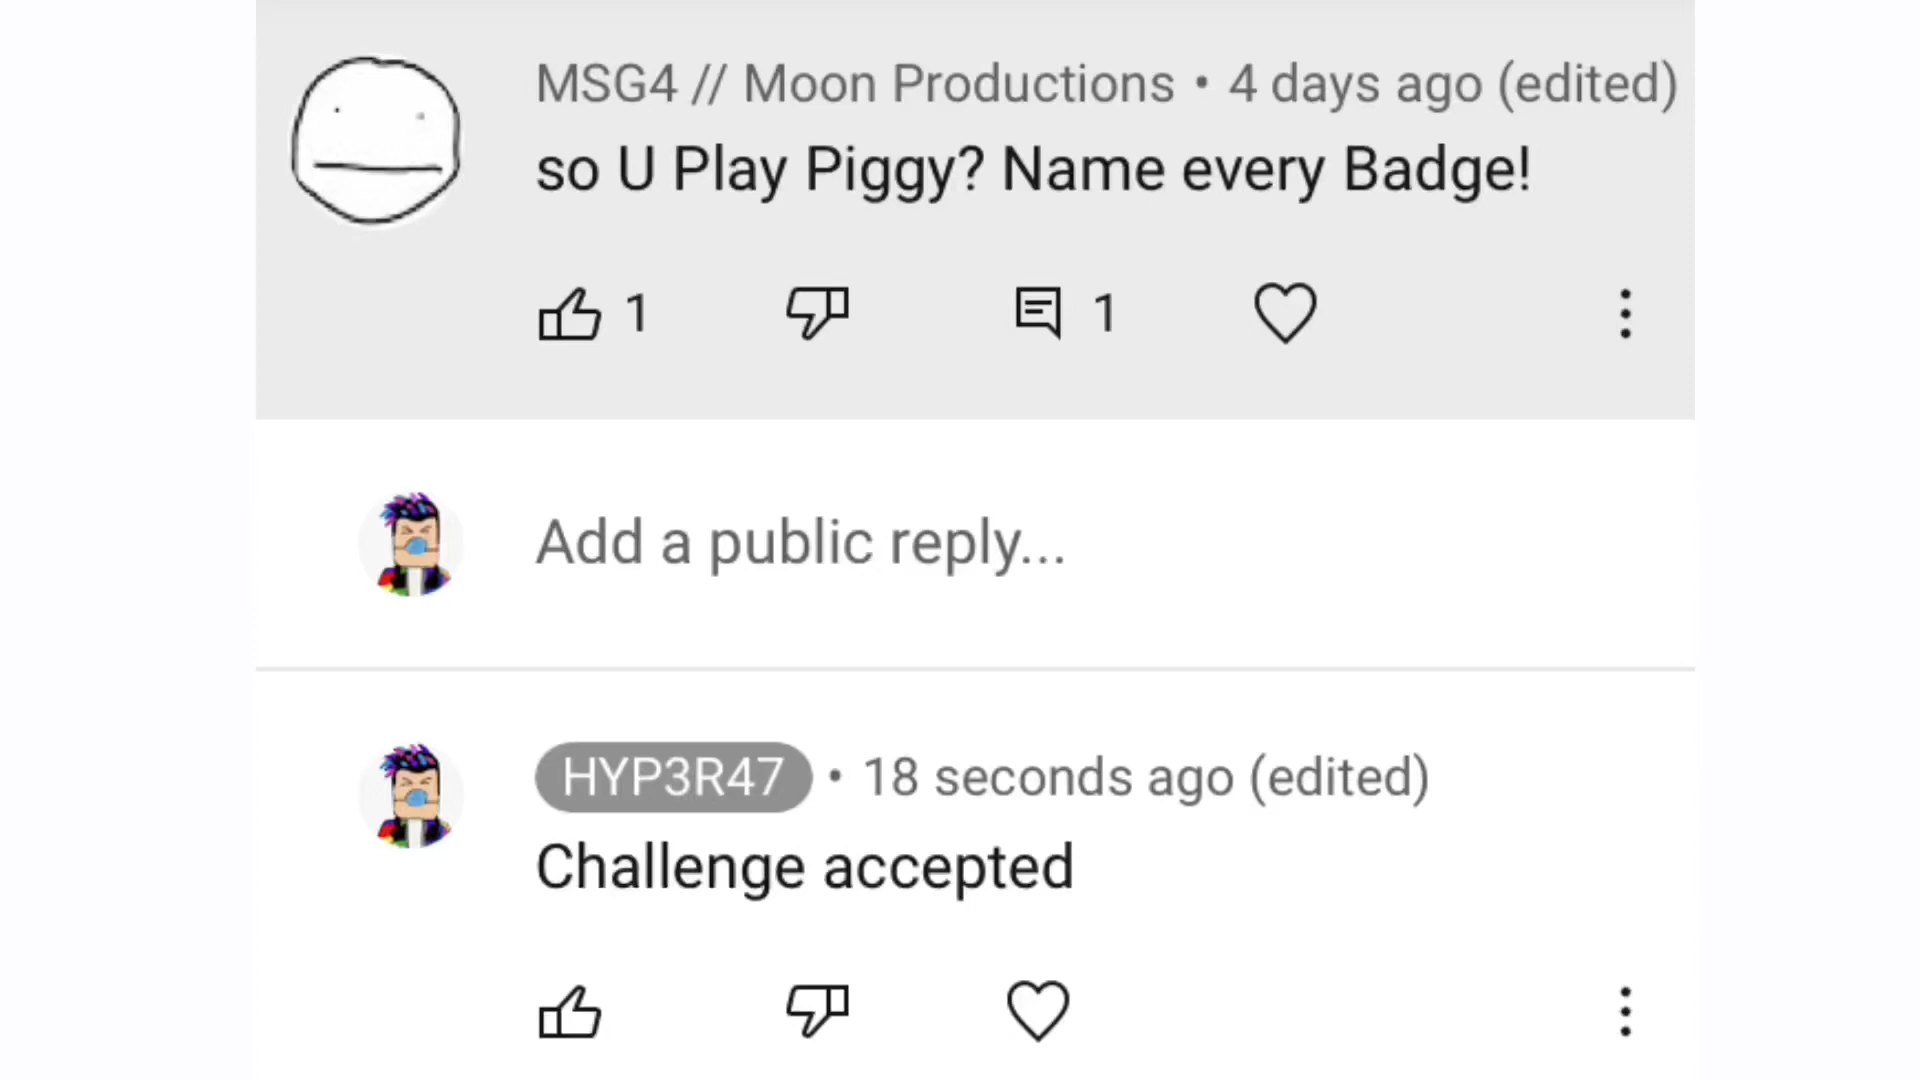 MSG4 // Moon Productions • 4 days ago (edited)
so U Play Piggy? Name every Badge!
1 1
Add a public reply...
HYP3R47 • 18 seconds ago (edited)
Challenge accepted